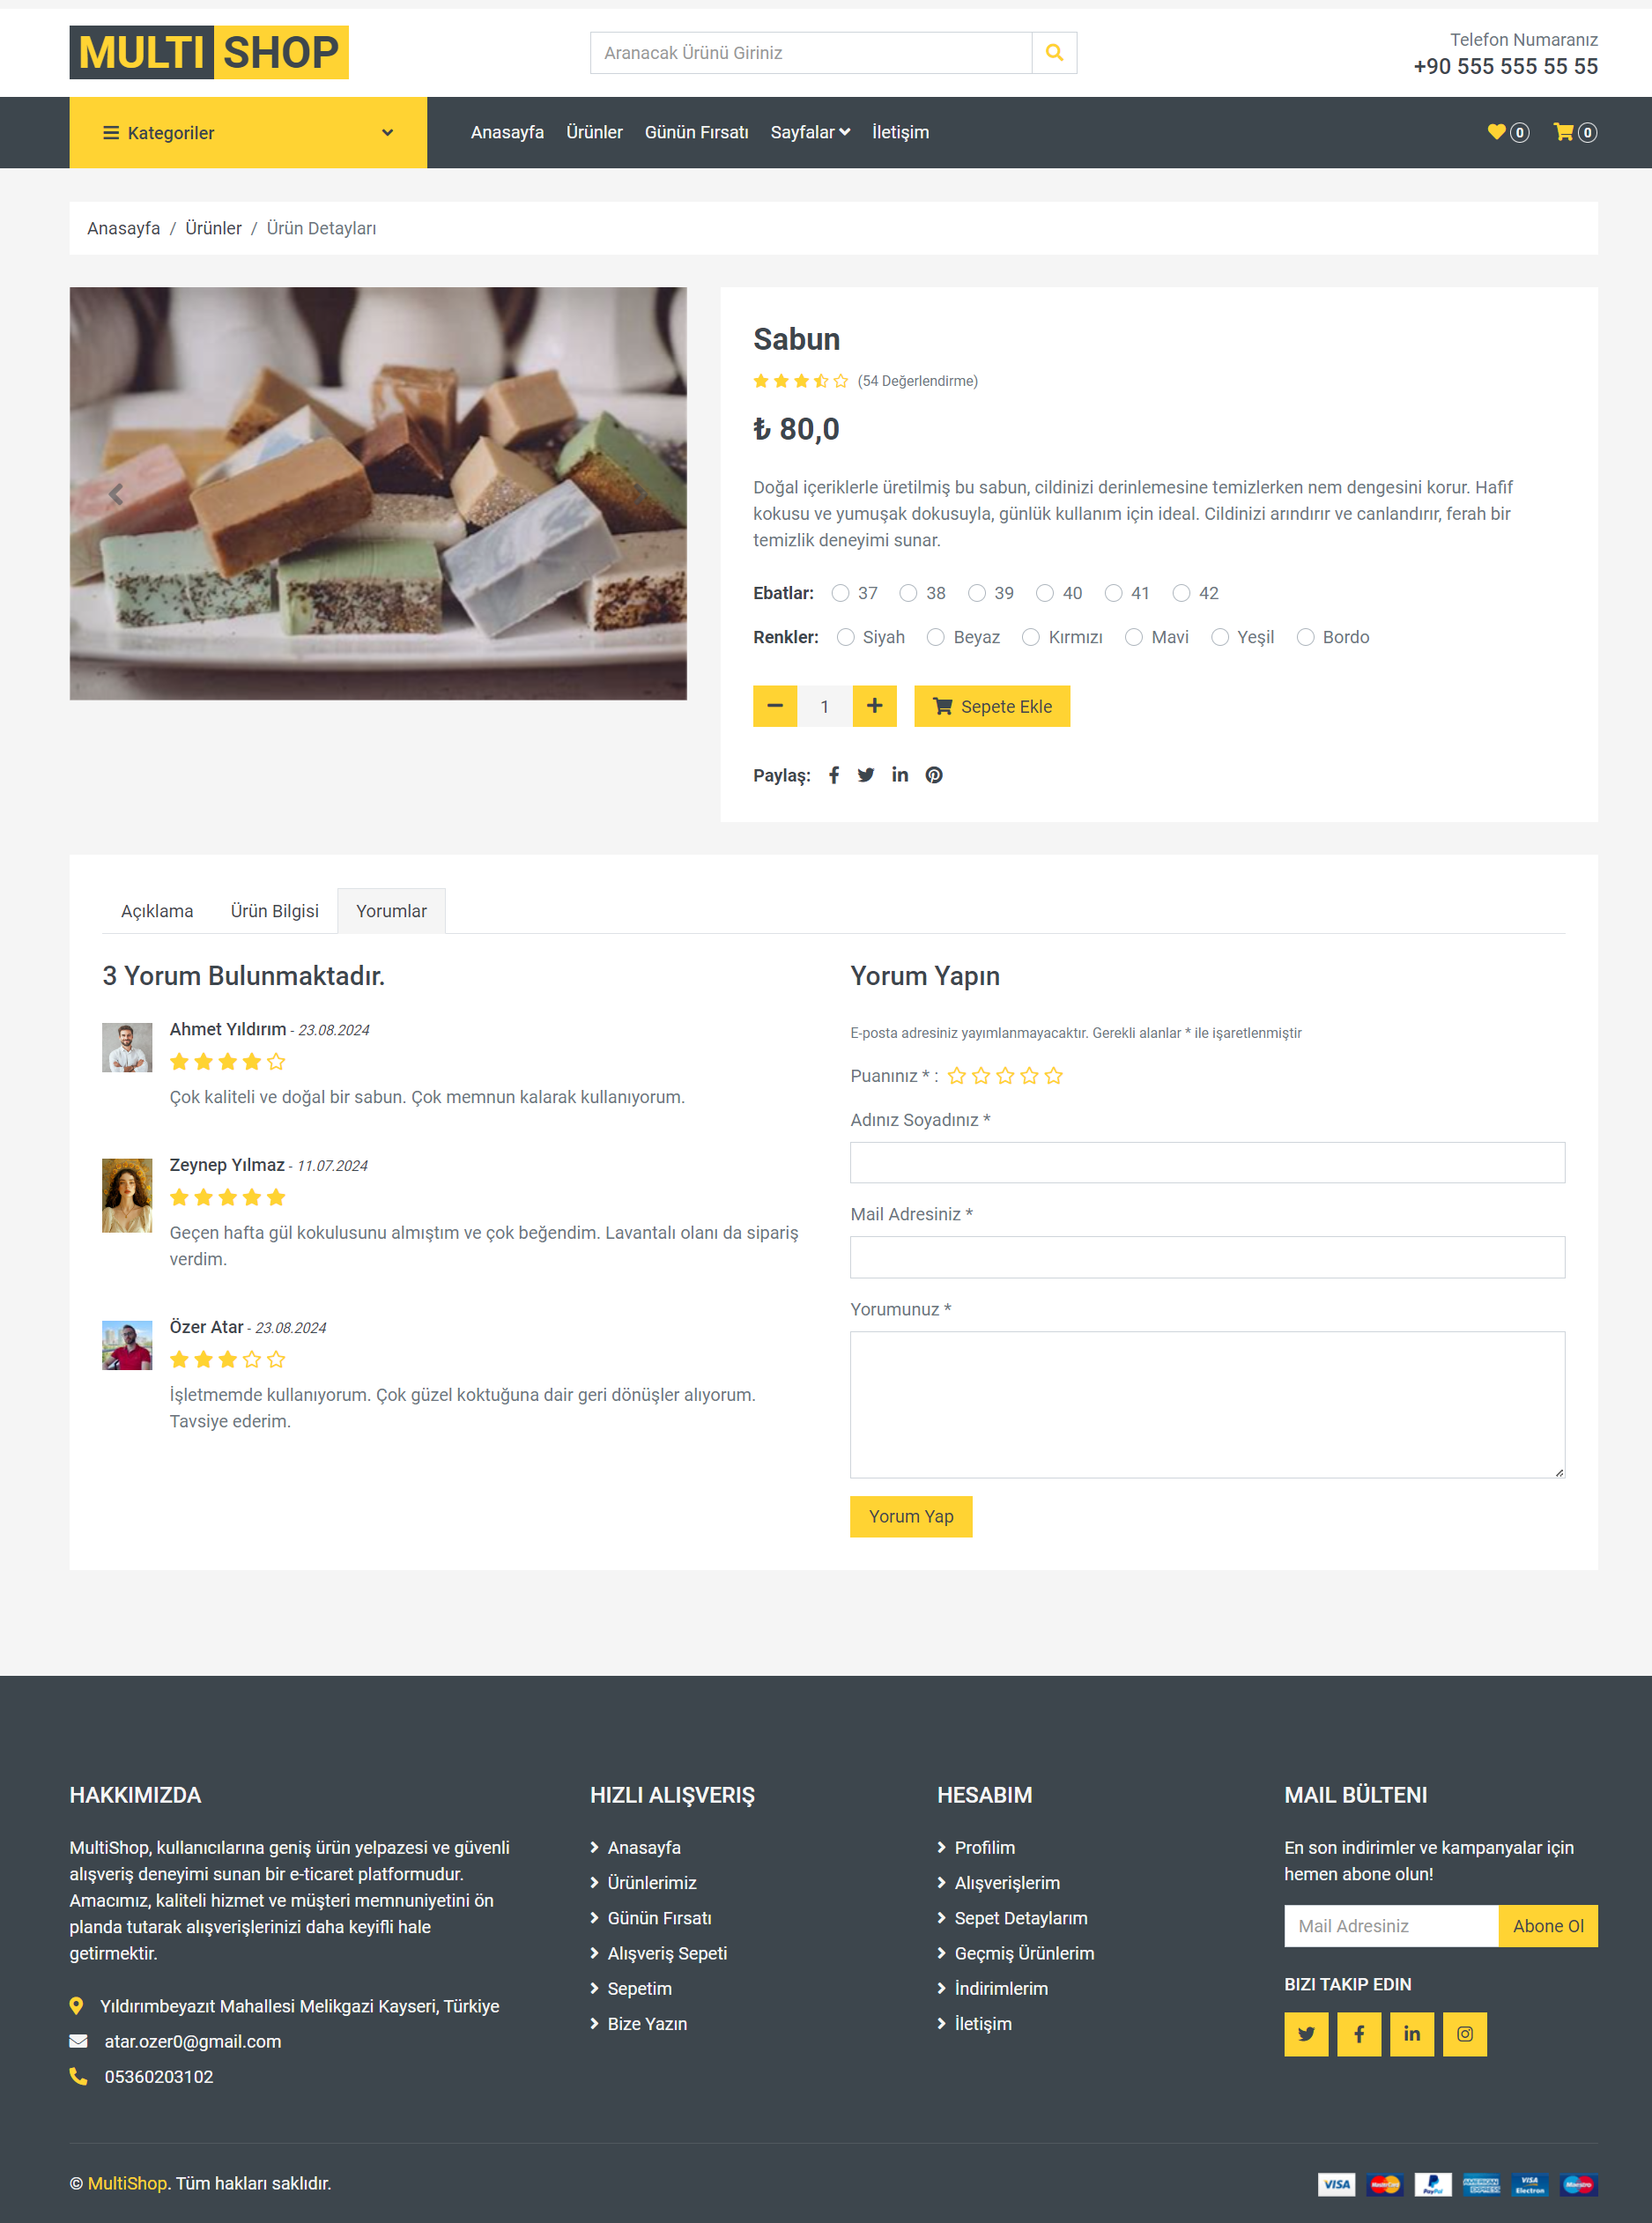 MULTI SHOP
Aranacak Ürünü Giriniz
Telefon Numaranız
+90 555 555 55 55
Kategoriler
Anasayfa Ürünler Günün Fırsatı Sayfalar İletişim
0 0
Anasayfa / Ürünler / Ürün Detayları
Sabun
(54 Değerlendirme)
₺ 80,0
Doğal içeriklerle üretilmiş bu sabun, cildinizi derinlemesine temizlerken nem dengesini korur. Hafif
kokusu ve yumuşak dokusuyla, günlük kullanım için ideal. Cildinizi arındırır ve canlandırır, ferah bir
temizlik deneyimi sunar.
Ebatlar: 37 38 39 40 41 42
Renkler: Siyah Beyaz Kırmızı Mavi Yeşil Bordo
1
Sepete Ekle
Paylaş:
Açıklama Ürün Bilgisi Yorumlar
3 Yorum Bulunmaktadır.
Ahmet Yıldırım - 23.08.2024
Çok kaliteli ve doğal bir sabun. Çok memnun kalarak kullanıyorum.
Zeynep Yılmaz - 11.07.2024
Geçen hafta gül kokulusunu almıştım ve çok beğendim. Lavantalı olanı da sipariş
verdim.
Özer Atar - 23.08.2024
İşletmemde kullanıyorum. Çok güzel koktuğuna dair geri dönüşler alıyorum.
Tavsiye ederim.
Yorum Yapın
E-posta adresiniz yayımlanmayacaktır. Gerekli alanlar * ile işaretlenmiştir
Puanınız * :
Adınız Soyadınız *
Mail Adresiniz *
Yorumunuz *
Yorum Yap
HAKKIMIZDA
MultiShop, kullanıcılarına geniş ürün yelpazesi ve güvenli
alışveriş deneyimi sunan bir e-ticaret platformudur.
Amacımız, kaliteli hizmet ve müşteri memnuniyetini ön
planda tutarak alışverişlerinizi daha keyifli hale
getirmektir.
Yıldırımbeyazıt Mahallesi Melikgazi Kayseri, Türkiye
atar.ozer0@gmail.com
05360203102
HIZLI ALIŞVERIŞ
Anasayfa
Ürünlerimiz
Günün Fırsatı
Alışveriş Sepeti
Sepetim
Bize Yazın
HESABIM
Profilim
Alışverişlerim
Sepet Detaylarım
Geçmiş Ürünlerim
İndirimlerim
İletişim
MAIL BÜLTENI
En son indirimler ve kampanyalar için
hemen abone olun!
Mail Adresiniz
Abone Ol
BIZI TAKIP EDIN
© MultiShop. Tüm hakları saklıdır.
VISA MasterCard PayPal AMERICAN EXPRESS VISA Electron Maestro